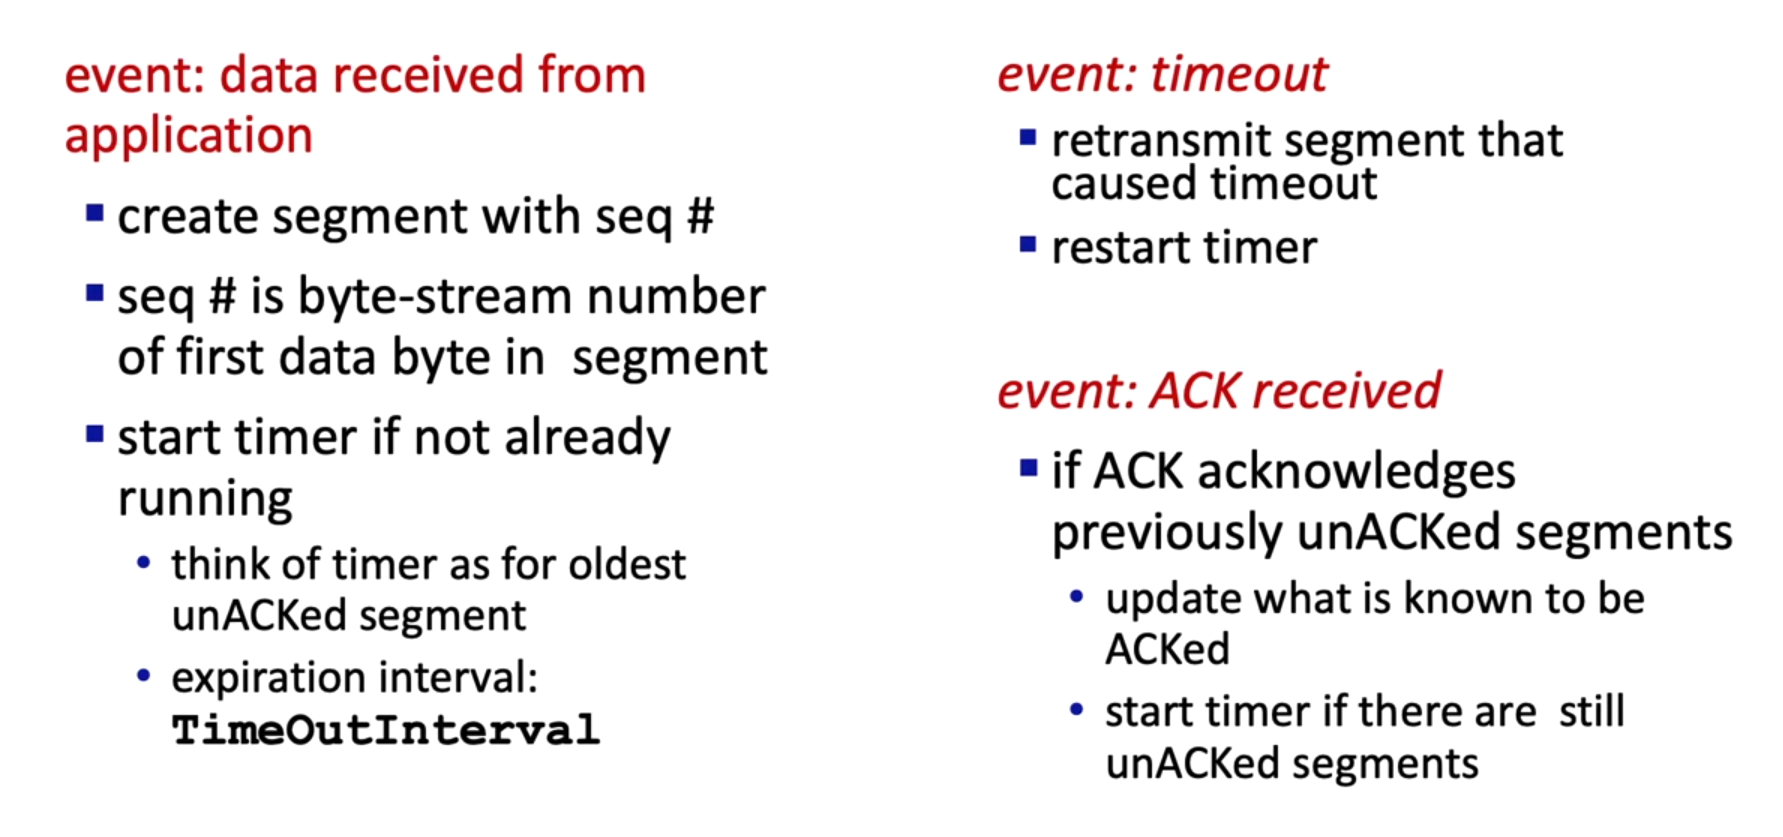 event: data received from
application
▪ create segment with seq #
▪ seq # is byte-stream number
of first data byte in  segment
▪ start timer if not already
running
• think of timer as for oldest
unACKed segment
• expiration interval:
TimeOutInterval
event: timeout
▪ retransmit segment that
caused timeout
▪ restart timer
event: ACK received
▪ if ACK acknowledges
previously unACKed segments
• update what is known to be
ACKed
• start timer if there are  still
unACKed segments